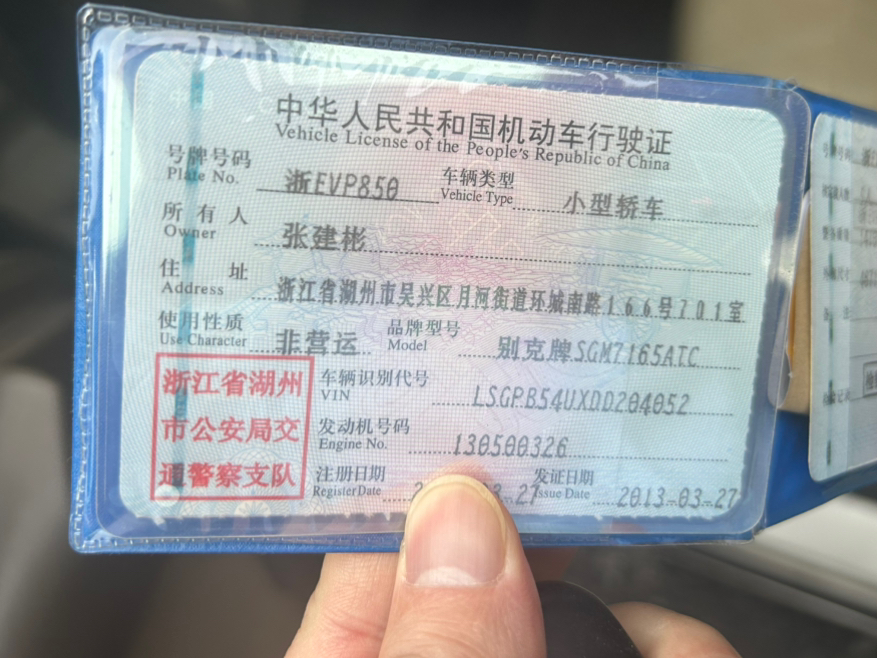 中华人民共和国机动车行驶证
Vehicle License of the People's Republic of China
号牌号码 浙EVP850 车辆类型 小型轿车
Plate No. Vehicle Type
所有人 张建彬
Owner
住址 浙江省湖州市吴兴区月河街道环城南路166号701室
Address
使用性质 非营运 品牌型号 别克牌SGM7165ATC
Use Character Model
浙江省湖州
市公安局交
通警察支队
车辆识别代号 LSGPB54UXDD204052
VIN
发动机号码 130500326
Engine No.
注册日期 发证日期 2013-03-27
Register Date Issue Date